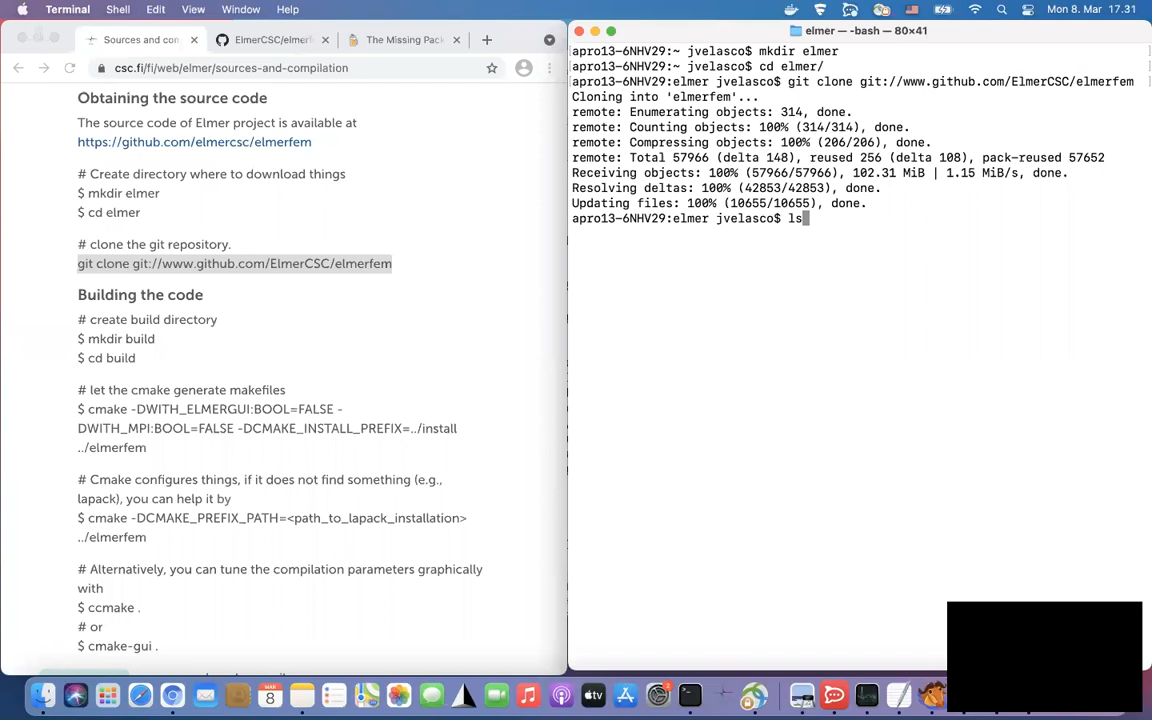 Terminal Shell Edit View Window Help
Mon 8. Mar 17.31
Sources and com
ElmerCSC/elmerf
The Missing Pack
csc.fi/fi/web/elmer/sources-and-compilation
Obtaining the source code
The source code of Elmer project is available at
https://github.com/elmercsc/elmerfem
# Create directory where to download things
$ mkdir elmer
$ cd elmer
# clone the git repository.
git clone git://www.github.com/ElmerCSC/elmerfem
Building the code
# create build directory
$ mkdir build
$ cd build
# let the cmake generate makefiles
$ cmake -DWITH_ELMERGUI:BOOL=FALSE -
DWITH_MPI:BOOL=FALSE -DCMAKE_INSTALL_PREFIX=../install
../elmerfem
# Cmake configures things, if it does not find something (e.g.,
lapack), you can help it by
$ cmake -DCMAKE_PREFIX_PATH=<path_to_lapack_installation>
../elmerfem
# Alternatively, you can tune the compilation parameters graphically
with
$ ccmake .
# or
$ cmake-gui .
elmer — -bash — 80×41
apro13-6NHV29:~ jvelasco$ mkdir elmer
apro13-6NHV29:~ jvelasco$ cd elmer/
apro13-6NHV29:elmer jvelasco$ git clone git://www.github.com/ElmerCSC/elmerfem
Cloning into 'elmerfem'...
remote: Enumerating objects: 314, done.
remote: Counting objects: 100% (314/314), done.
remote: Compressing objects: 100% (206/206), done.
remote: Total 57966 (delta 148), reused 256 (delta 108), pack-reused 57652
Receiving objects: 100% (57966/57966), 102.31 MiB | 1.15 MiB/s, done.
Resolving deltas: 100% (42853/42853), done.
Updating files: 100% (10655/10655), done.
apro13-6NHV29:elmer jvelasco$ ls
MAR
8
tv